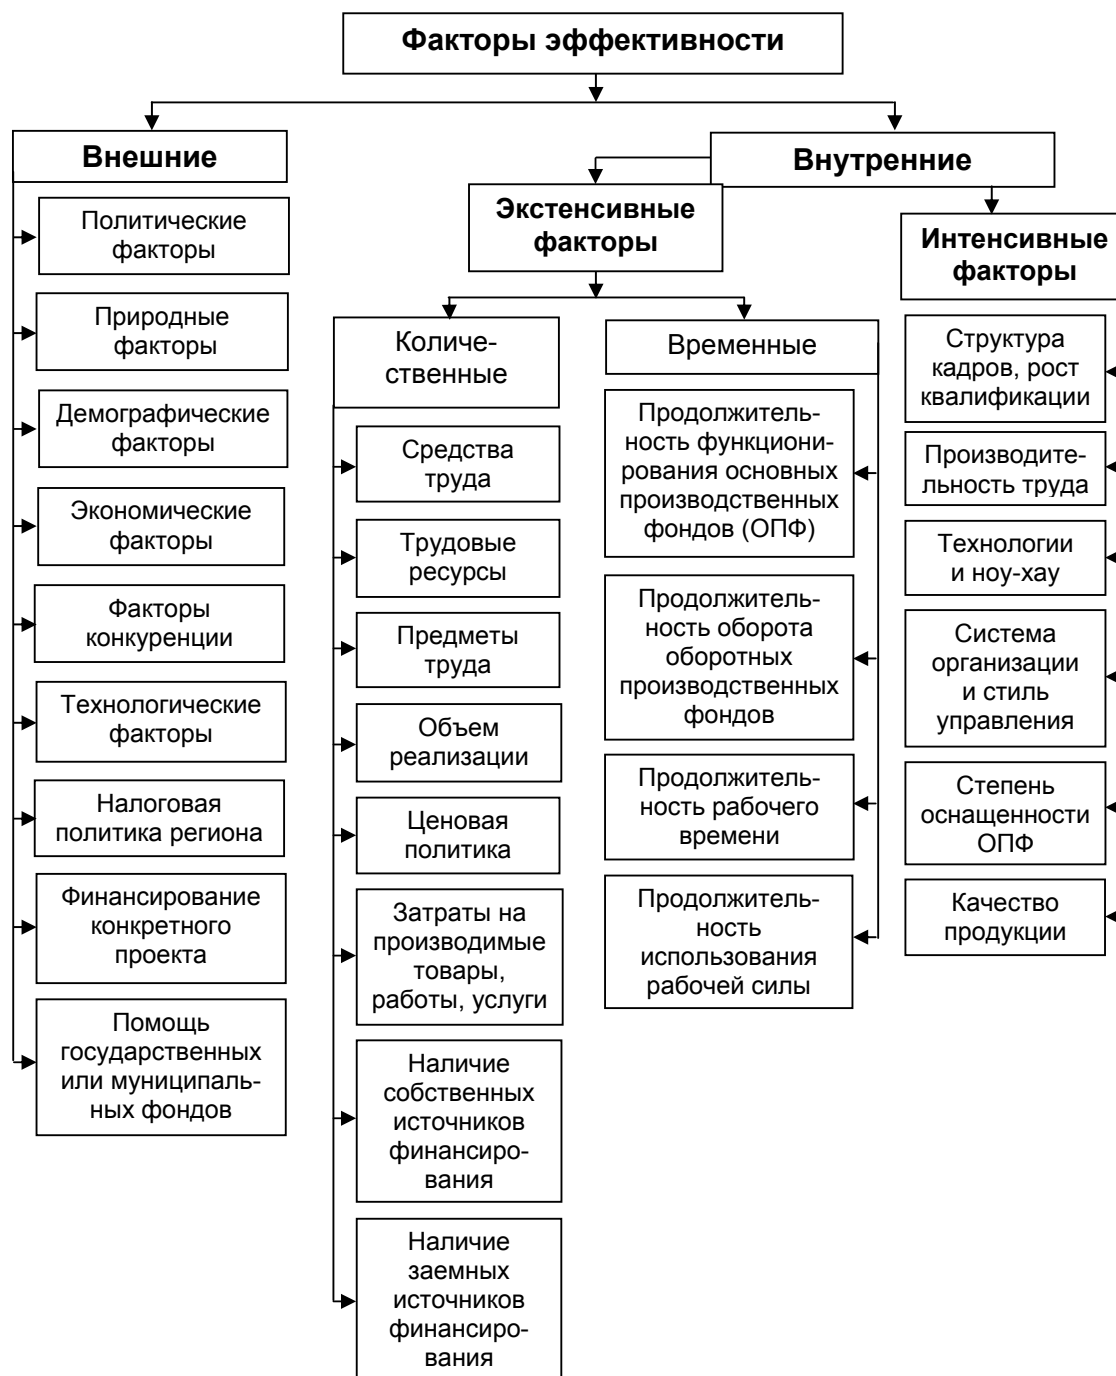 Факторы эффективности
Внешние
Политические
факторы
Природные
факторы
Демографические
факторы
Экономические
факторы
Факторы
конкуренции
Технологические
факторы
Налоговая
политика региона
Финансирование
конкретного
проекта
Помощь
государственных
или муниципаль-
ных фондов
Внутренние
Экстенсивные
факторы
Количе-
ственные
Средства
труда
Трудовые
ресурсы
Предметы
труда
Объем
реализации
Ценовая
политика
Затраты на
производимые
товары,
работы, услуги
Наличие
собственных
источников
финансиро-
вания
Наличие
заемных
источников
финансиро-
вания
Временные
Продолжитель-
ность функциони-
рования основных
производственных
фондов (ОПФ)
Продолжитель-
ность оборота
оборотных
производственных
фондов
Продолжитель-
ность рабочего
времени
Продолжитель-
ность
использования
рабочей силы
Интенсивные
факторы
Структура
кадров, рост
квалификации
Производите-
льность труда
Технологии
и ноу-хау
Система
организации
и стиль
управления
Степень
оснащенности
ОПФ
Качество
продукции